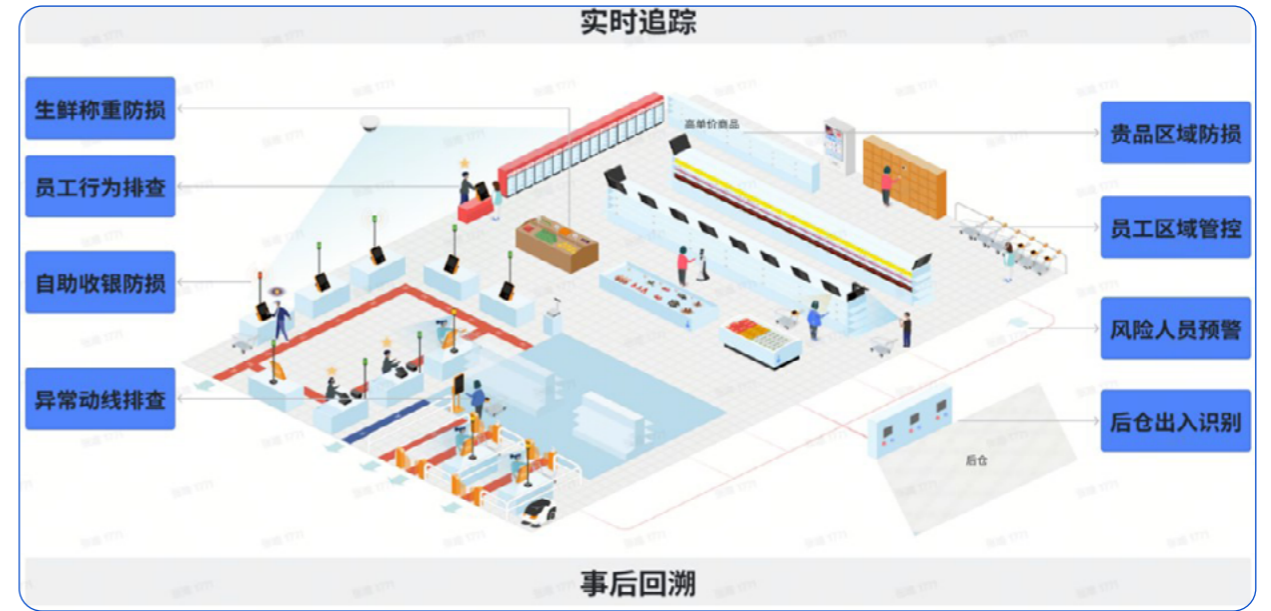 实时追踪
生鲜称重防损
员工行为排查
自助收银防损
异常动线排查
高单价商品
贵品区域防损
员工区域管控
风险人员预警
后仓出入识别
后仓
事后回溯